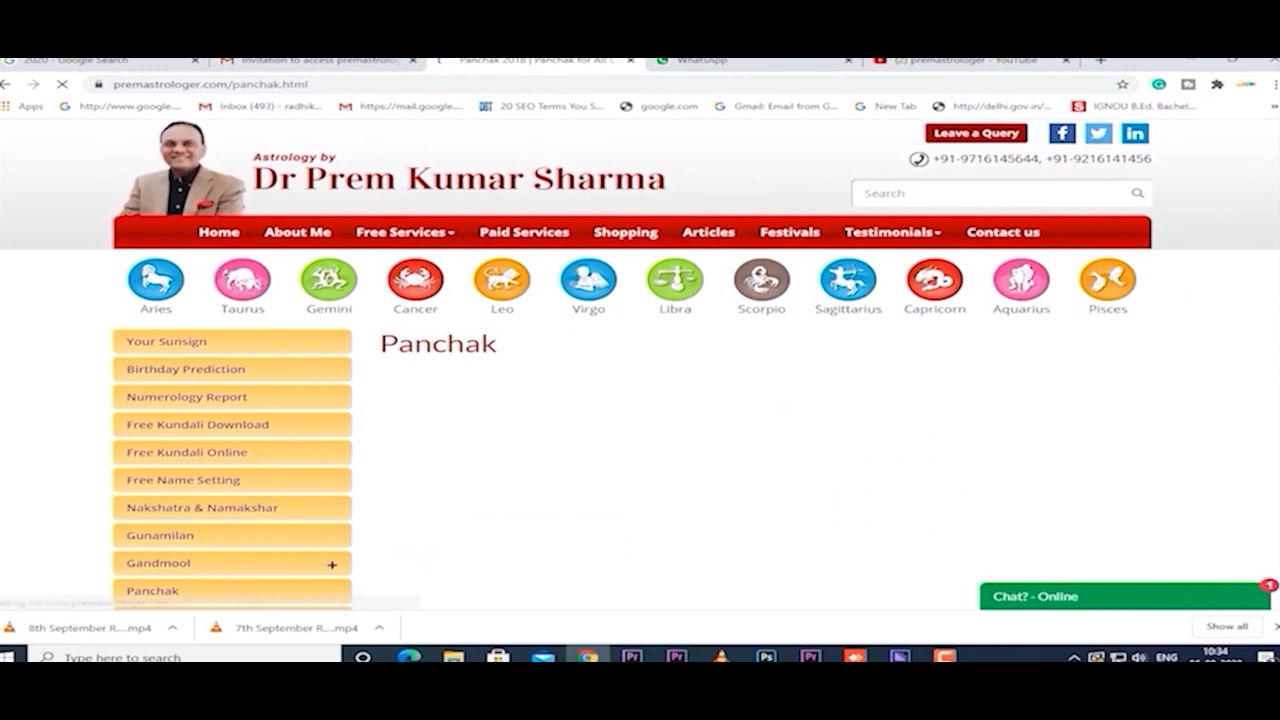 2020 - Google Search
Invitation to access premastrolo
Panchak 2018 | Panchak for All
WhatsApp
(2) premastrologer - YouTube
premastrologer.com/panchak.html
Apps
http://www.google....
Inbox (493) - radhik...
https://mail.google...
20 SEO Terms You S...
google.com
Gmail: Email from G...
New Tab
http://delhi.gov.in/...
IGNOU B.Ed. Bachel...
Leave a Query
Astrology by
Dr Prem Kumar Sharma
+91-9716145644, +91-9216141456
Search
Home About Me Free Services Paid Services Shopping Articles Festivals Testimonials Contact us
Aries Taurus Gemini Cancer Leo Virgo Libra Scorpio Sagittarius Capricorn Aquarius Pisces
Your Sunsign
Panchak
Birthday Prediction
Numerology Report
Free Kundali Download
Free Kundali Online
Free Name Setting
Nakshatra & Namakshar
Gunamilan
Gandmool +
Panchak
Chat? - Online
1
8th September R....mp4
7th September R....mp4
Show all
Type here to search
ENG
10:34